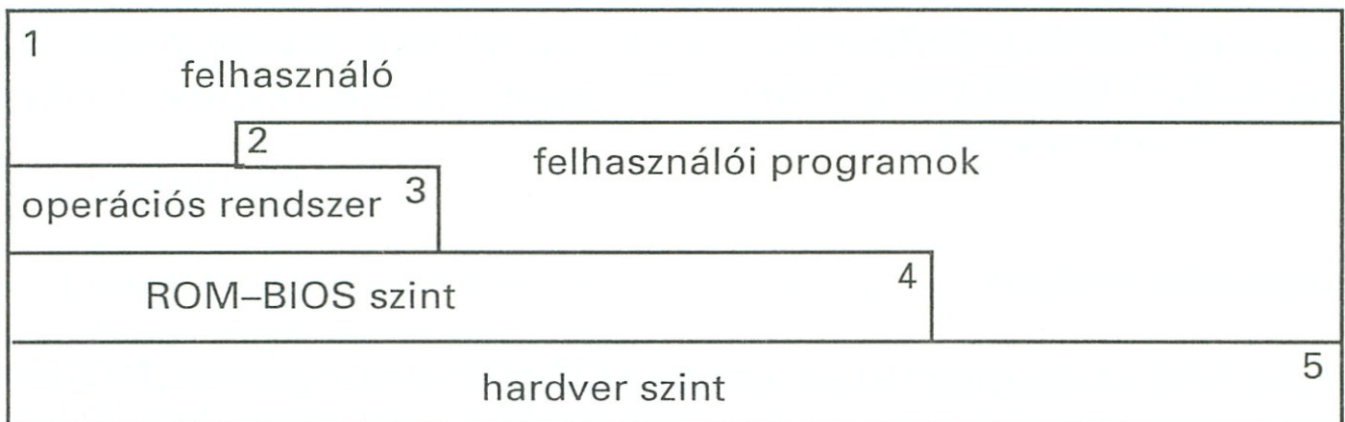 1
felhasználó
2
felhasználói programok
operációs rendszer 3
ROM–BIOS szint 4
5
hardver szint